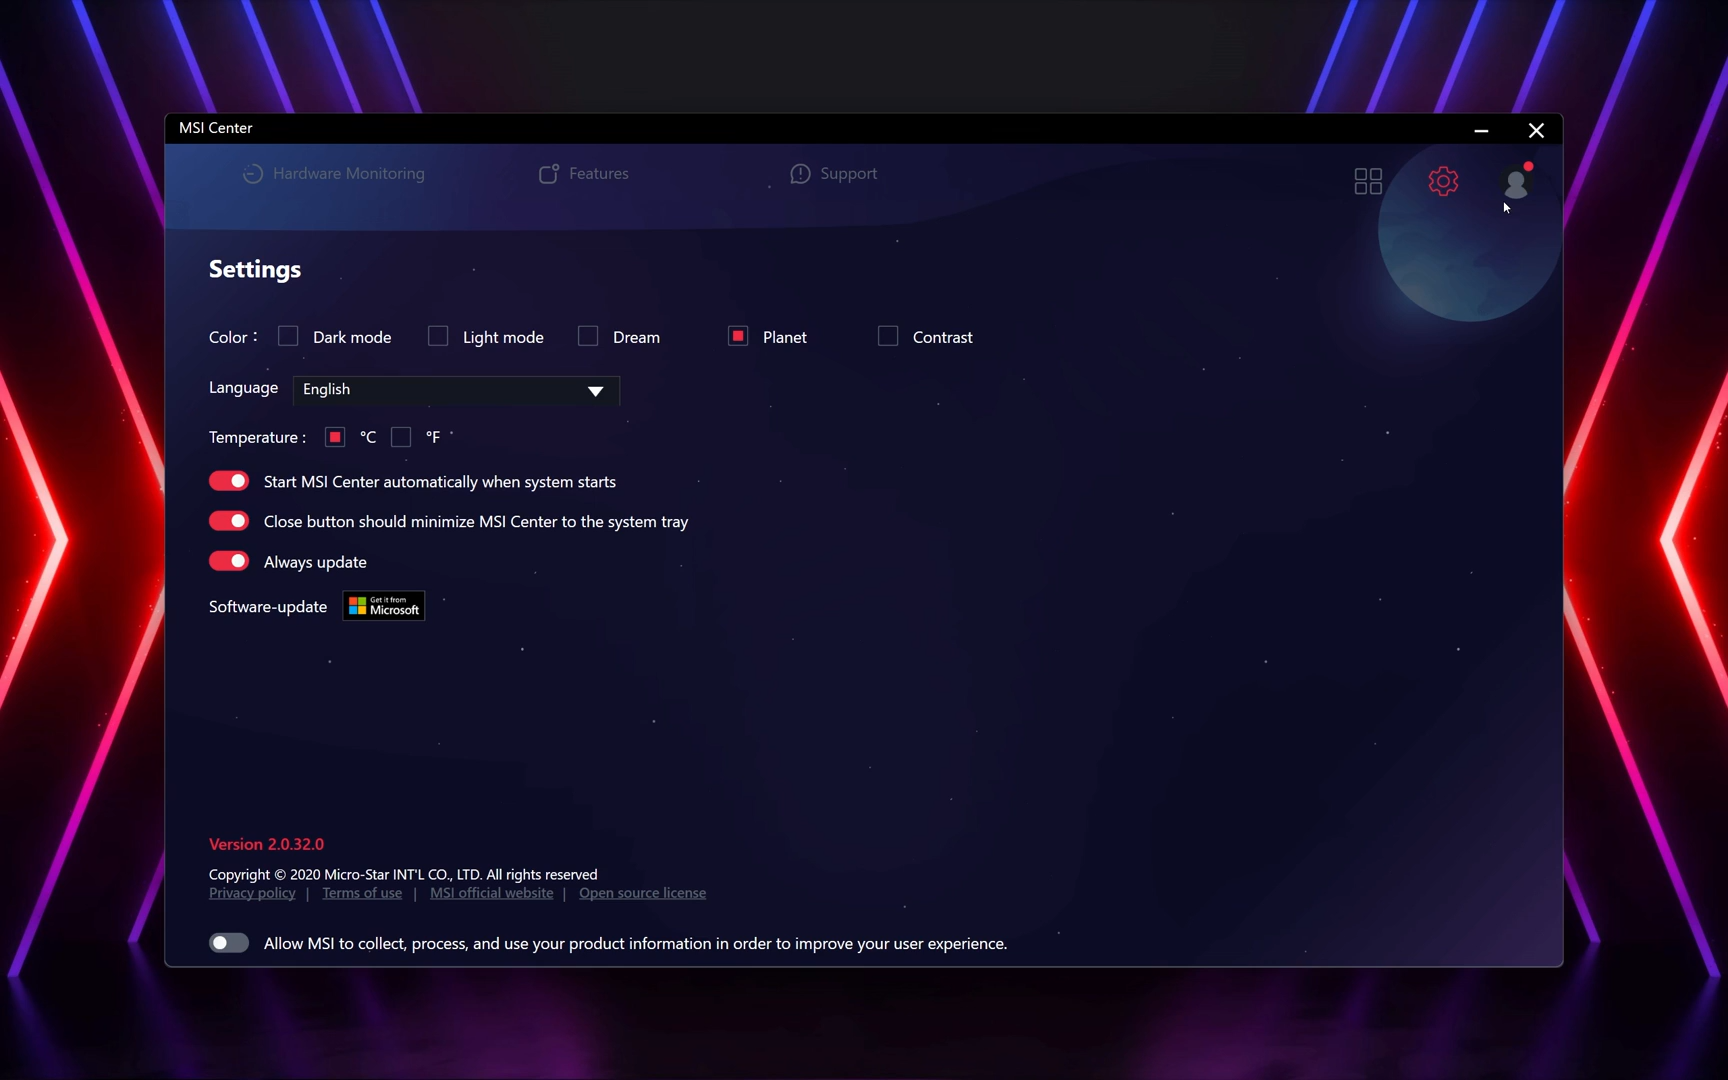 MSI Center
Hardware Monitoring
Features
Support
Settings
Color :
Dark mode
Light mode
Dream
Planet
Contrast
Language
English
Temperature :
°C
°F
Start MSI Center automatically when system starts
Close button should minimize MSI Center to the system tray
Always update
Software-update
Get it from
Microsoft
Version 2.0.32.0
Copyright © 2020 Micro-Star INT'L CO., LTD. All rights reserved
Privacy policy | Terms of use | MSI official website | Open source license
Allow MSI to collect, process, and use your product information in order to improve your user experience.